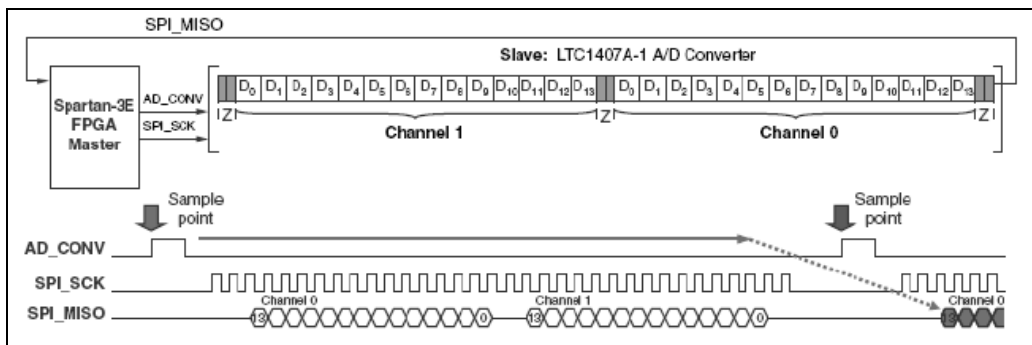 SPI_MISO
Slave: LTC1407A-1 A/D Converter
Spartan-3E
FPGA
Master
AD_CONV
SPI_SCK
D0 D1 D2 D3 D4 D5 D6 D7 D8 D9 D10 D11 D12 D13 D0 D1 D2 D3 D4 D5 D6 D7 D8 D9 D10 D11 D12 D13
Z Z Z
Channel 1 Channel 0
Sample
point
Sample
point
AD_CONV
SPI_SCK
Channel 0 Channel 1 Channel 0
SPI_MISO 13 0 13 0 13